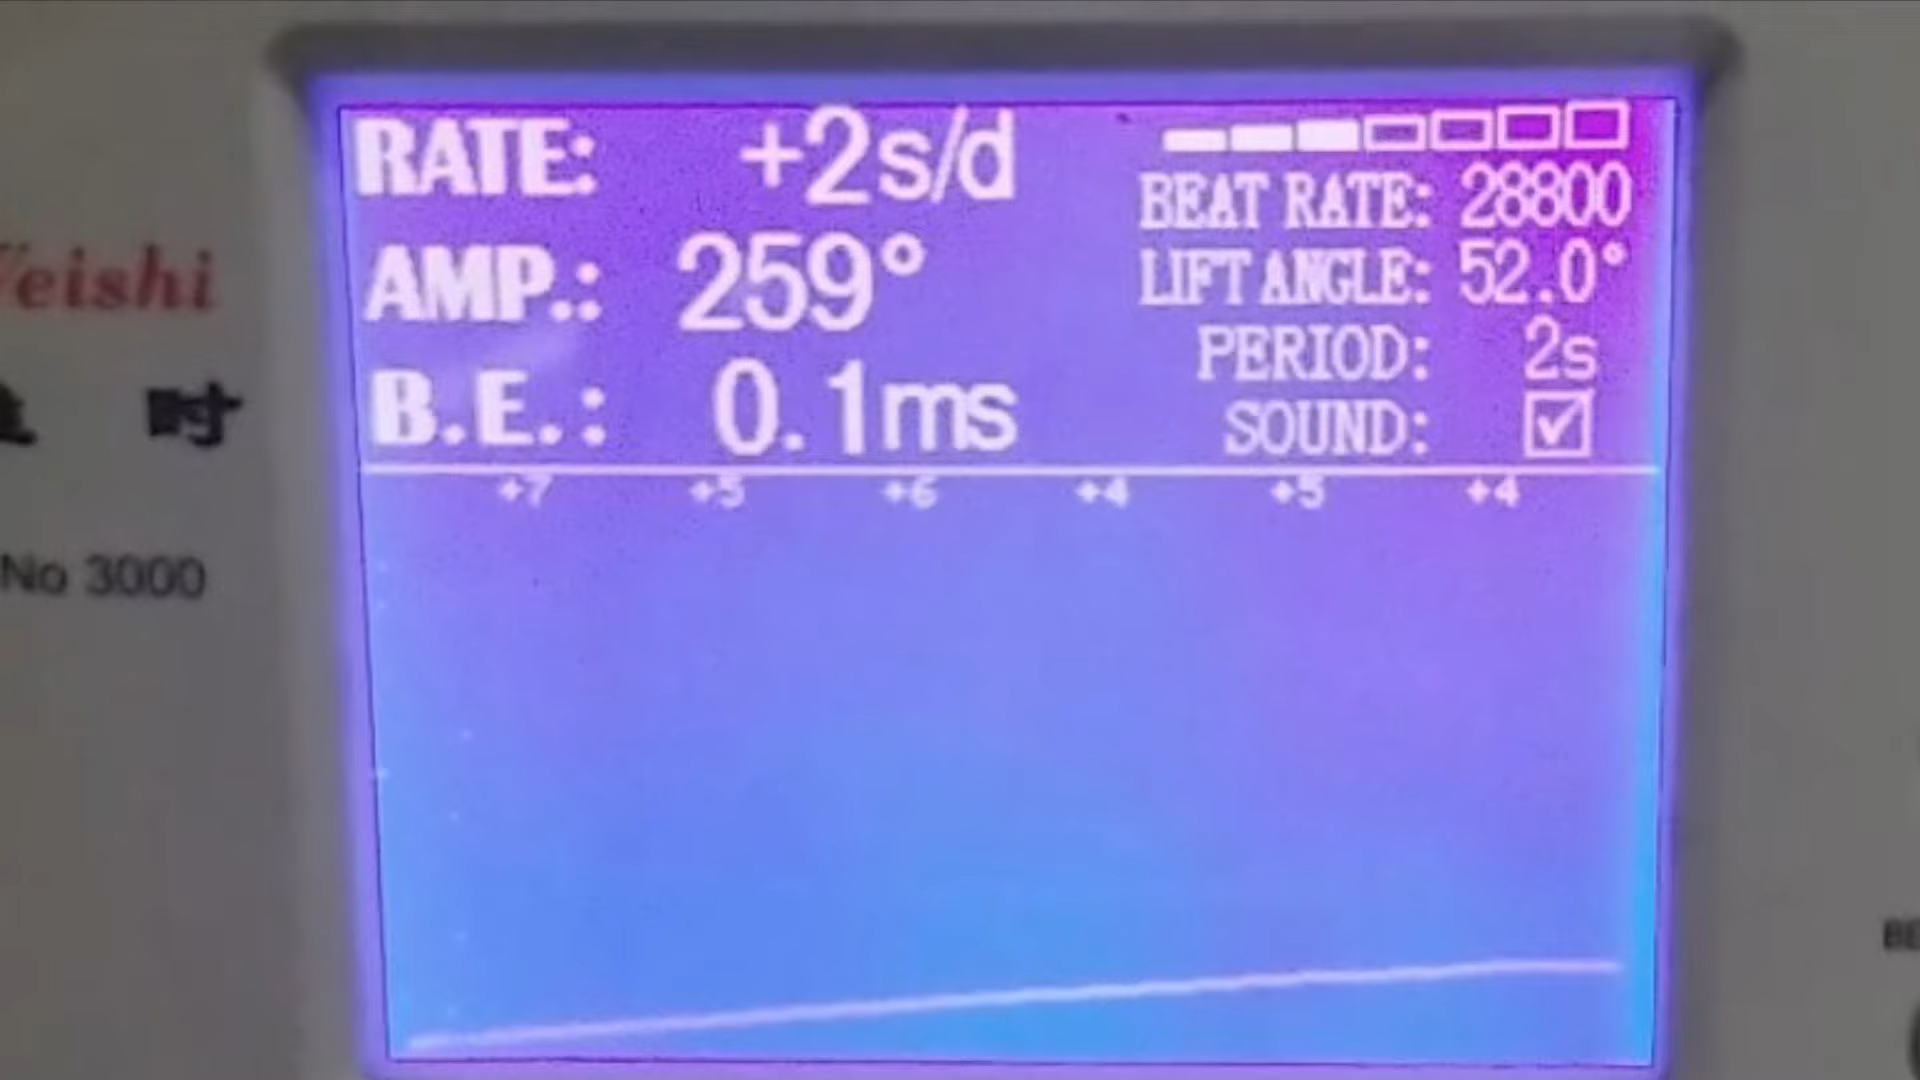 RATE: +2s/d
AMP.: 259°
B.E.: 0.1ms
BEAT RATE: 28800
LIFT ANGLE: 52.0°
PERIOD: 2s
SOUND: ☑
+7 +5 +6 +4 +5 +4
eishi
时
No 3000
BE